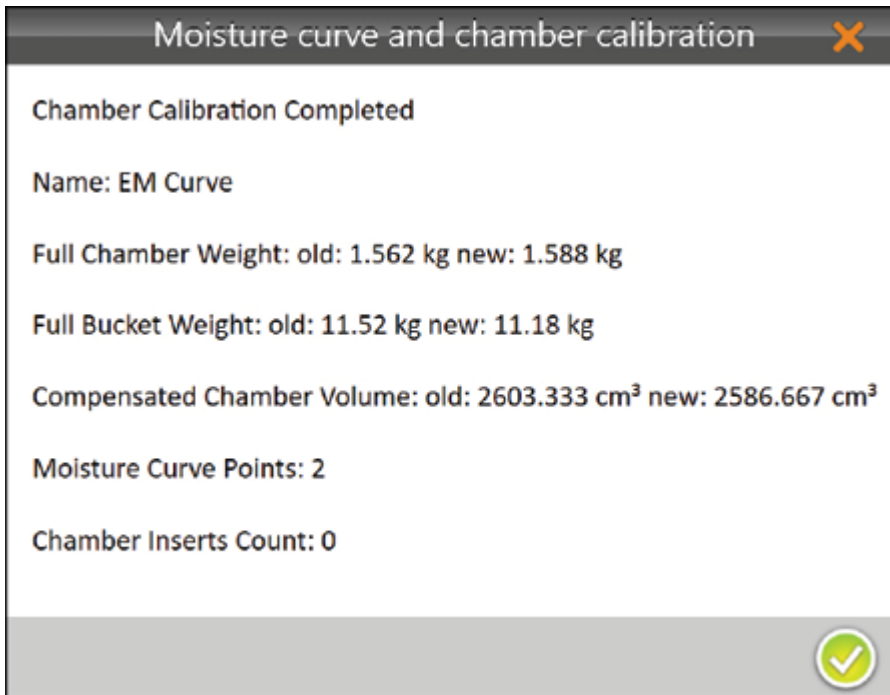 Moisture curve and chamber calibration
Chamber Calibration Completed
Name: EM Curve
Full Chamber Weight: old: 1.562 kg new: 1.588 kg
Full Bucket Weight: old: 11.52 kg new: 11.18 kg
Compensated Chamber Volume: old: 2603.333 cm³ new: 2586.667 cm³
Moisture Curve Points: 2
Chamber Inserts Count: 0